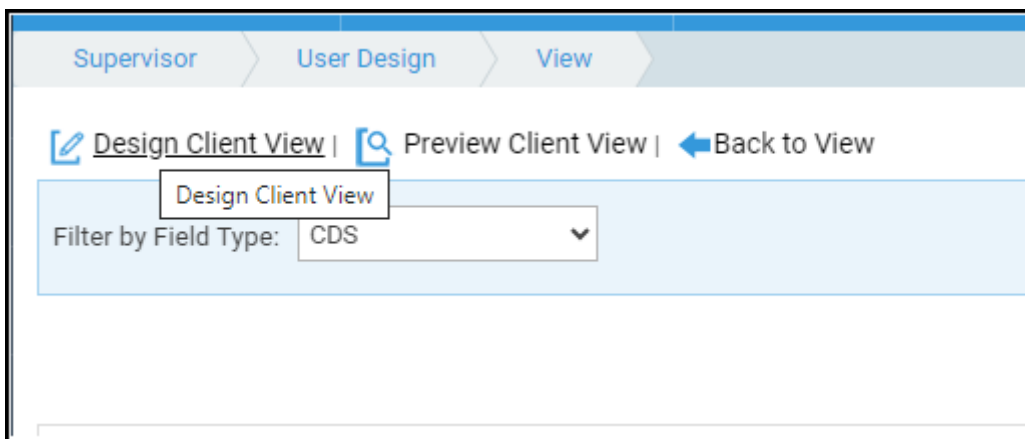 Supervisor User Design View
Design Client View | Preview Client View | Back to View
Design Client View
Filter by Field Type: CDS